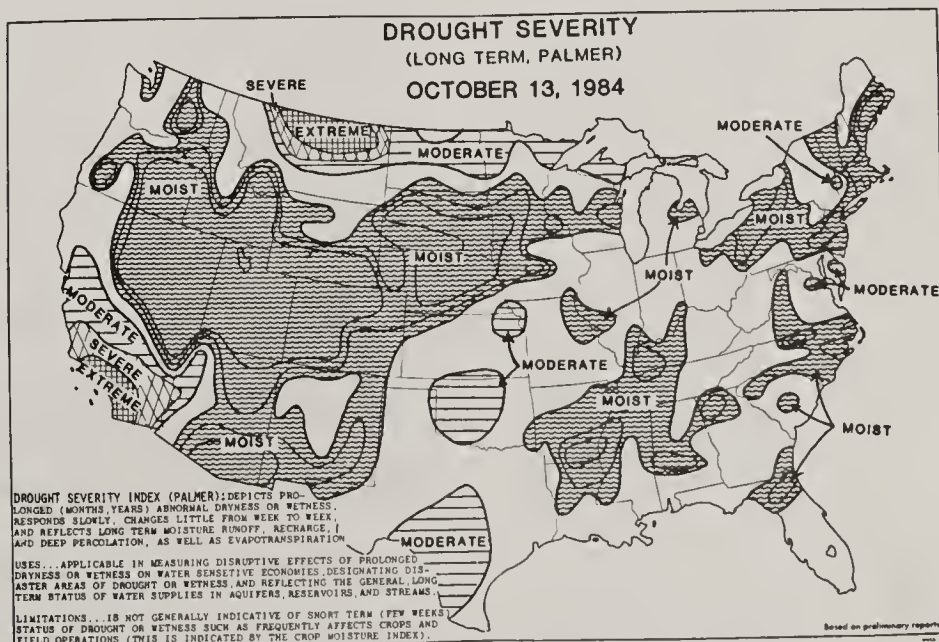 DROUGHT SEVERITY
(LONG TERM, PALMER)
OCTOBER 13, 1984
SEVERE
EXTREME
MODERATE
MODERATE
MOIST
MOIST
MOIST
MOIST
MODERATE
MODERATE
SEVERE
EXTREME
MODERATE
MOIST
MOIST
MOIST
MODERATE
DROUGHT SEVERITY INDEX (PALMER): DEPICTS PRO-
LONGED (MONTHS, YEARS) ABNORMAL DRYNESS OR WETNESS,
RESPONDS SLOWLY, CHANGES LITTLE FROM WEEK TO WEEK,
AND REFLECTS LONG TERM MOISTURE RUNOFF, RECHARGE,
AND DEEP PERCOLATION, AS WELL AS EVAPOTRANSPIRATION
USES...APPLICABLE IN MEASURING DISRUPTIVE EFFECTS OF PROLONGED
DRYNESS OR WETNESS ON WATER SENSETIVE ECONOMIES, DESIGNATING DIS-
ASTER AREAS OF DROUGHT OR WETNESS, AND REFLECTING THE GENERAL, LONG
TERM STATUS OF WATER SUPPLIES IN AQUIFERS, RESERVOIRS, AND STREAMS.
LIMITATIONS...IS NOT GENERALLY INDICATIVE OF SHORT TERM (FEW WEEKS)
STATUS OF DROUGHT OR WETNESS SUCH AS FREQUENTLY AFFECTS CROPS AND
FIELD OPERATIONS (THIS IS INDICATED BY THE CROP MOISTURE INDEX).
Based on preliminary reports